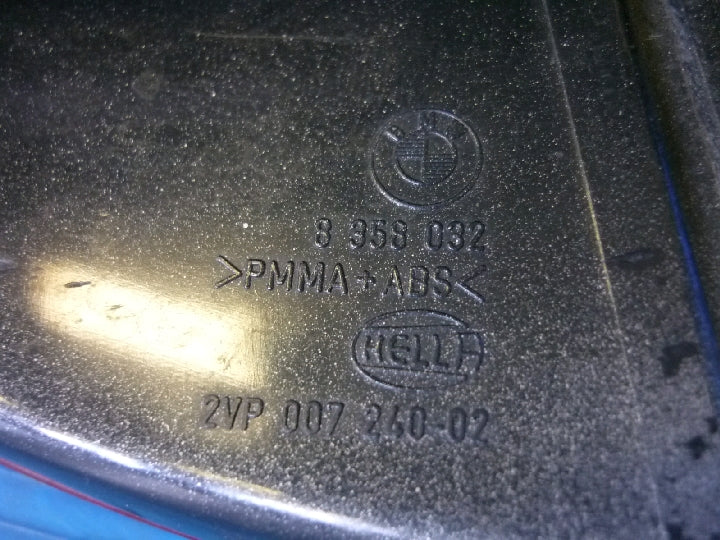 BMW
8 358 032
>PMMA+ABS<
HELLA
2VP 007 240-02